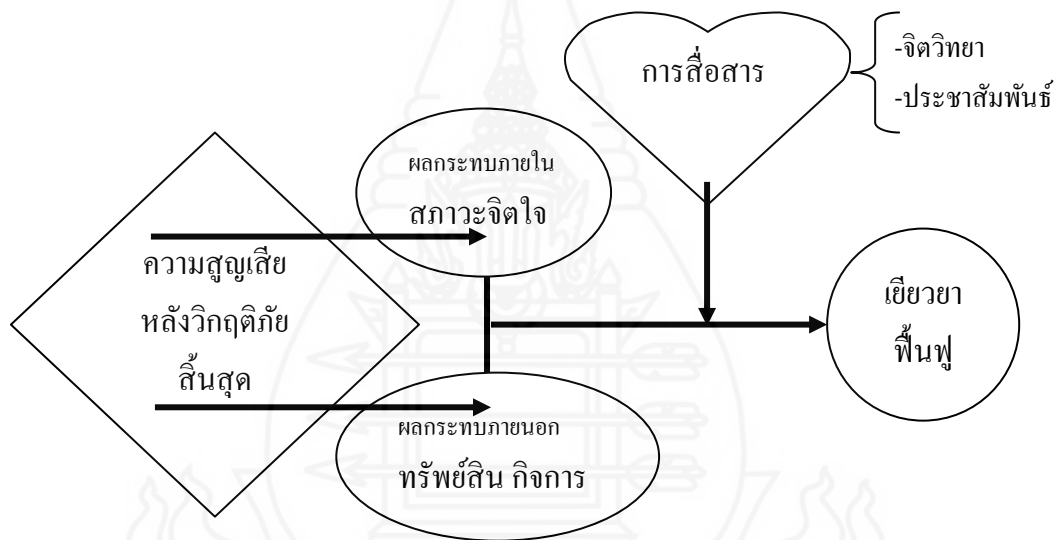 การสื่อสาร
-จิตวิทยา
-ประชาสัมพันธ์
ผลกระทบภายใน
สภาวะจิตใจ
ความสูญเสีย
หลังวิกฤติภัย
สิ้นสุด
เยียวยา
ฟื้นฟู
ผลกระทบภายนอก
ทรัพย์สิน กิจการ